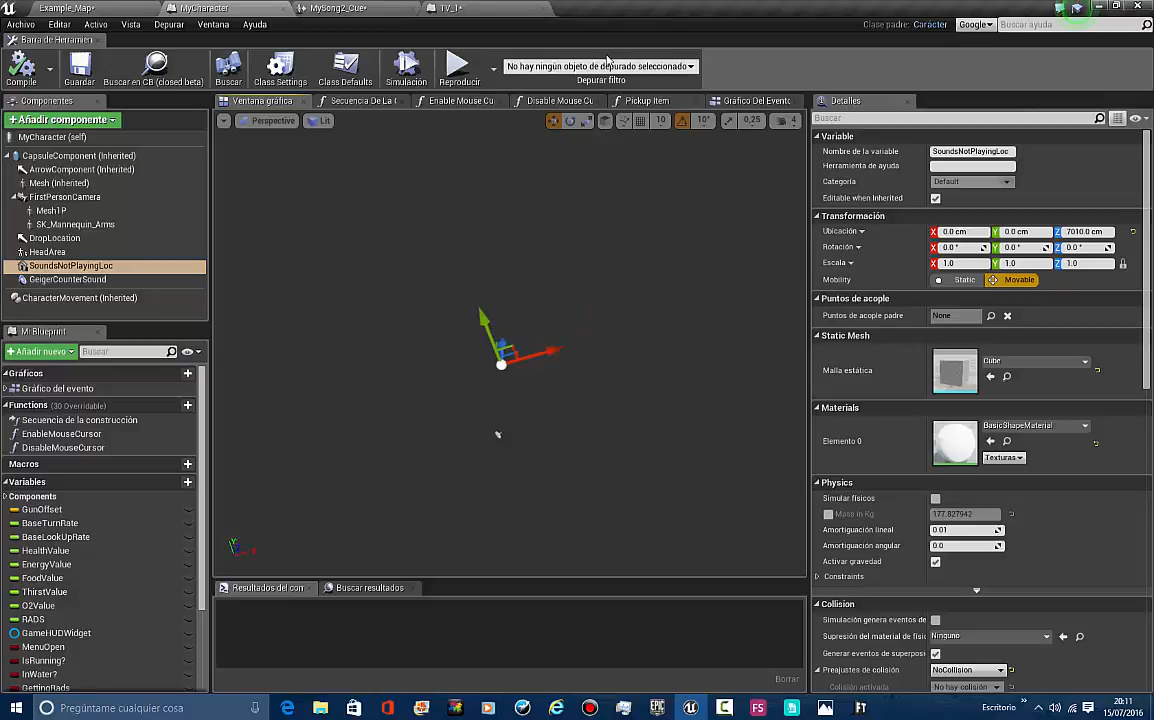 Example_Map*
MyCharacter
MySong2_Cue*
TV_1*
Archivo Editar Activo Vista Depurar Ventana Ayuda
Clase padre: Carácter
Google
Buscar ayuda
Barra de Herramien
Compile
Guardar
Buscar en CB (centro beta)
Buscar
Class Settings
Class Defaults
Simulación
Reproducir
No hay ningún objeto de depurado seleccionado
Depurar filtro
Componentes
Añadir componente
MyCharacter (self)
CapsuleComponent (Inherited)
ArrowComponent (Inherited)
Mesh (Inherited)
FirstPersonCamera
Mesh1P
SK_Mannequin_Arms
DropLocation
HeadArea
SoundsNotPlayingLoc
GeigerCounterSound
CharacterMovement (Inherited)
Añadir nuevo
Buscar
Gráficos
Gráfico del evento
Functions (30 Overridable)
Secuencia de la construcción
EnableMouseCursor
DisableMouseCursor
Macros
Variables
Components
GunOffset
BaseTurnRate
BaseLookUpRate
HealthValue
EnergyValue
FoodValue
ThirstValue
O2Value
RADS
GameHUDWidget
MenuOpen
IsRunning?
InWater?
GettingRads
Ventana gráfica
Secuencia De La C
Enable Mouse Cu
Disable Mouse Cu
Pickup Item
Gráfico Del Evento
Perspective
Lit
10
10°
0,25
4
Resultados del com
Buscar resultados
Borrar
Detalles
Buscar
Variable
Nombre de la variable SoundsNotPlayingLoc
Herramienta de ayuda
Categoría Default
Editable when Inherited
Transformación
Ubicación X 0.0 cm Y 0.0 cm Z 7010.0 cm
Rotación X 0.0 ° Y 0.0 ° Z 0.0 °
Escala X 1.0 Y 1.0 Z 1.0
Mobility Static Movable
Puntos de acople
Puntos de acople padre None
Static Mesh
Malla estática Cube
Materials
Elemento 0 BasicShapeMaterial
Texturas
Physics
Simular físicos
Mass in Kg 177.827942
Amortiguación lineal 0.01
Amortiguación angular 0.0
Activar gravedad
Constraints
Collision
Simulación genera eventos de
Supresión del material de físic Ninguno
Generar eventos de superpos
Preajustes de colisión NoCollision
Colisión activada No hay colisión
Pregúntame cualquier cosa
Escritorio
20:11
15/07/2016